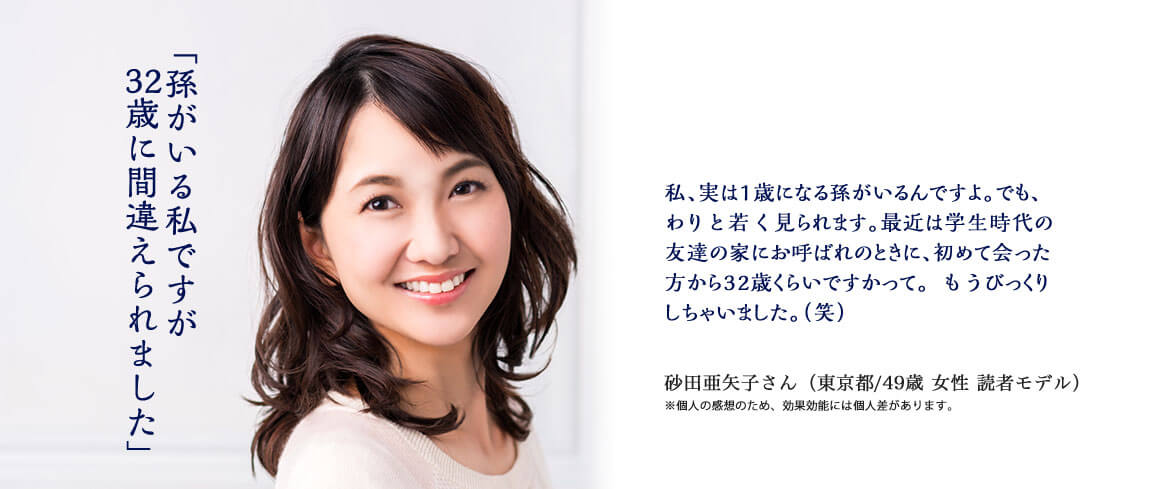 「孫がいる私ですが
32歳に間違えられました」
私、実は1歳になる孫がいるんですよ。でも、
わりと若く見られます。最近は学生時代の
友達の家にお呼ばれのときに、初めて会った
方から32歳くらいですかって。 もうびっくり
しちゃいました。（笑）
砂田亜矢子さん（東京都/49歳 女性 読者モデル）
※個人の感想のため、効果効能には個人差があります。